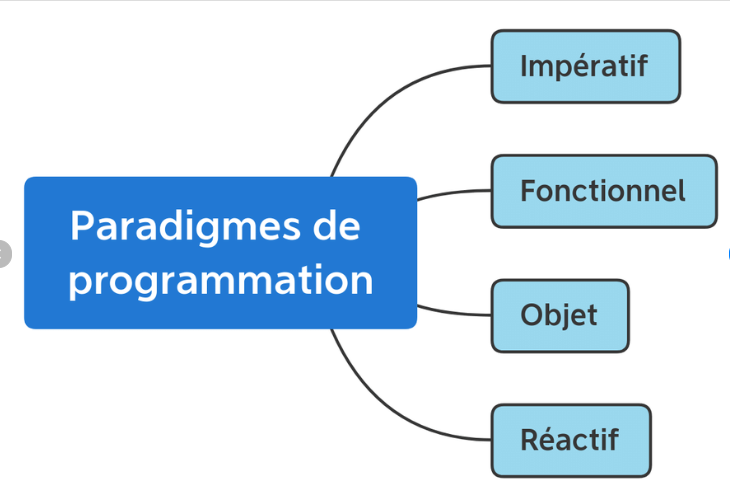 Impératif
Fonctionnel
Paradigmes de
programmation
Objet
Réactif